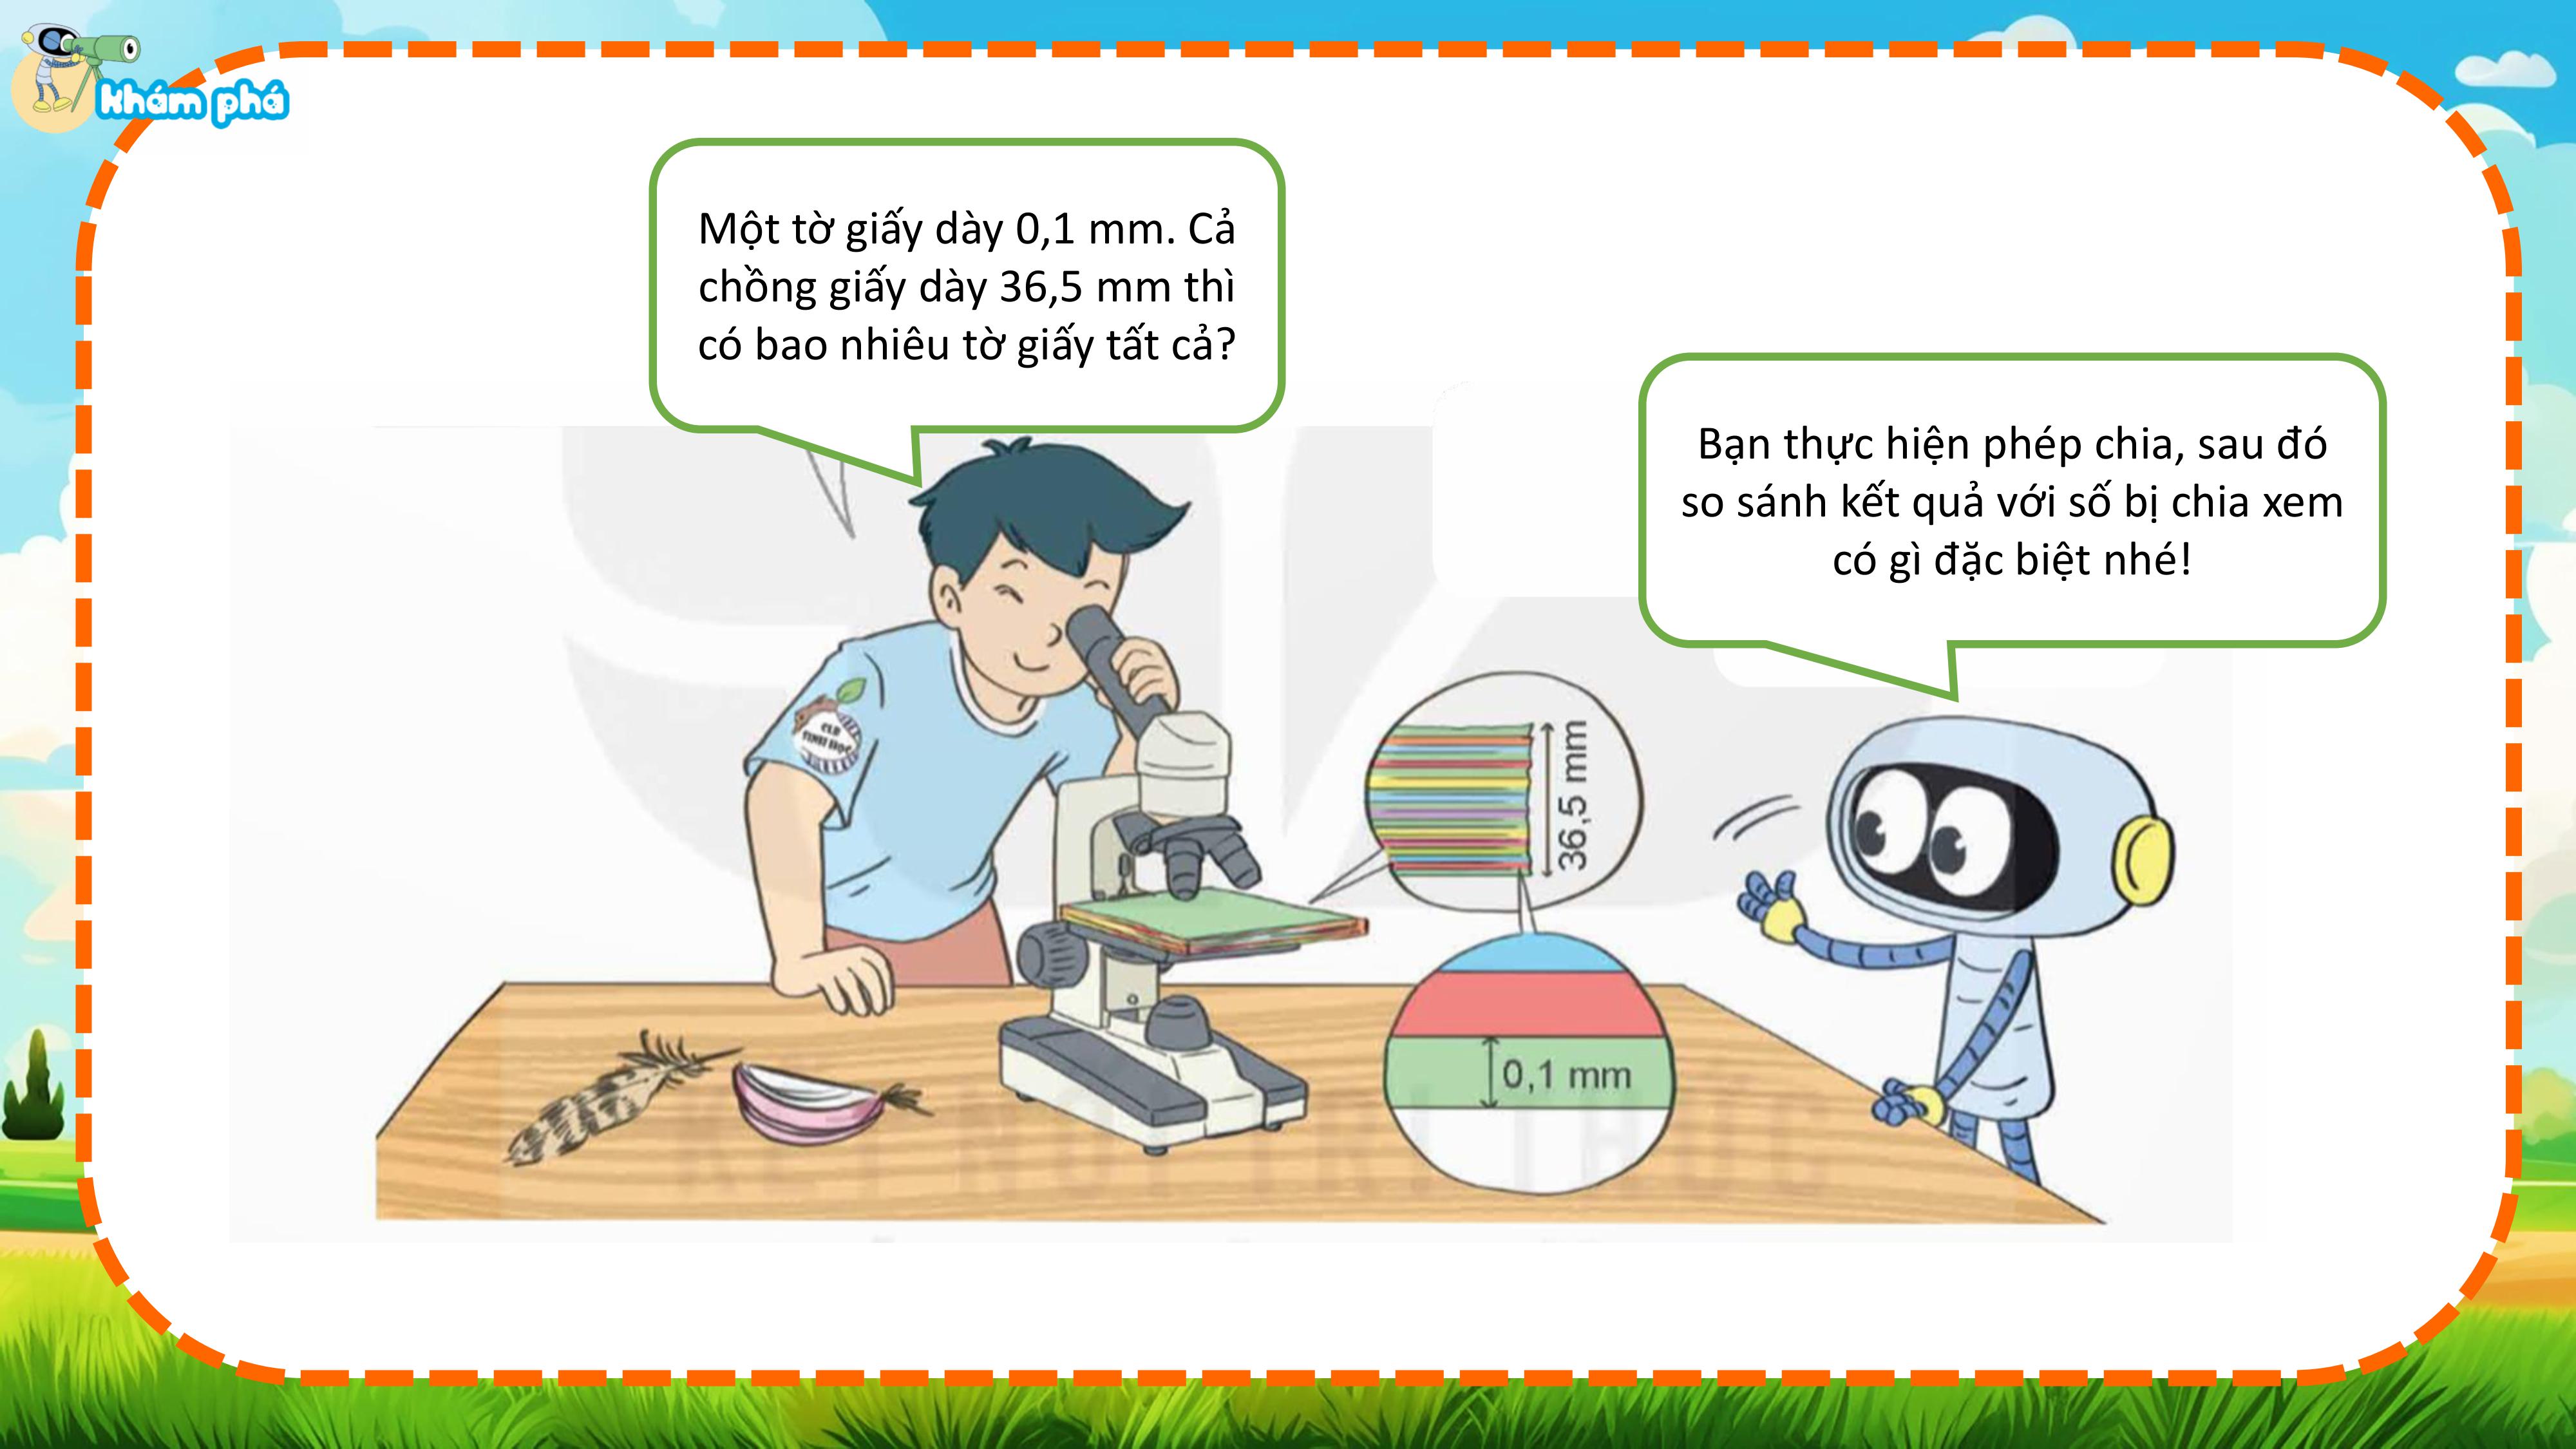 khám phá
Một tờ giấy dày 0,1 mm. Cả
chồng giấy dày 36,5 mm thì
có bao nhiêu tờ giấy tất cả?
Bạn thực hiện phép chia, sau đó
so sánh kết quả với số bị chia xem
có gì đặc biệt nhé!
CLB
SINH HỌC
36,5 mm
0,1 mm